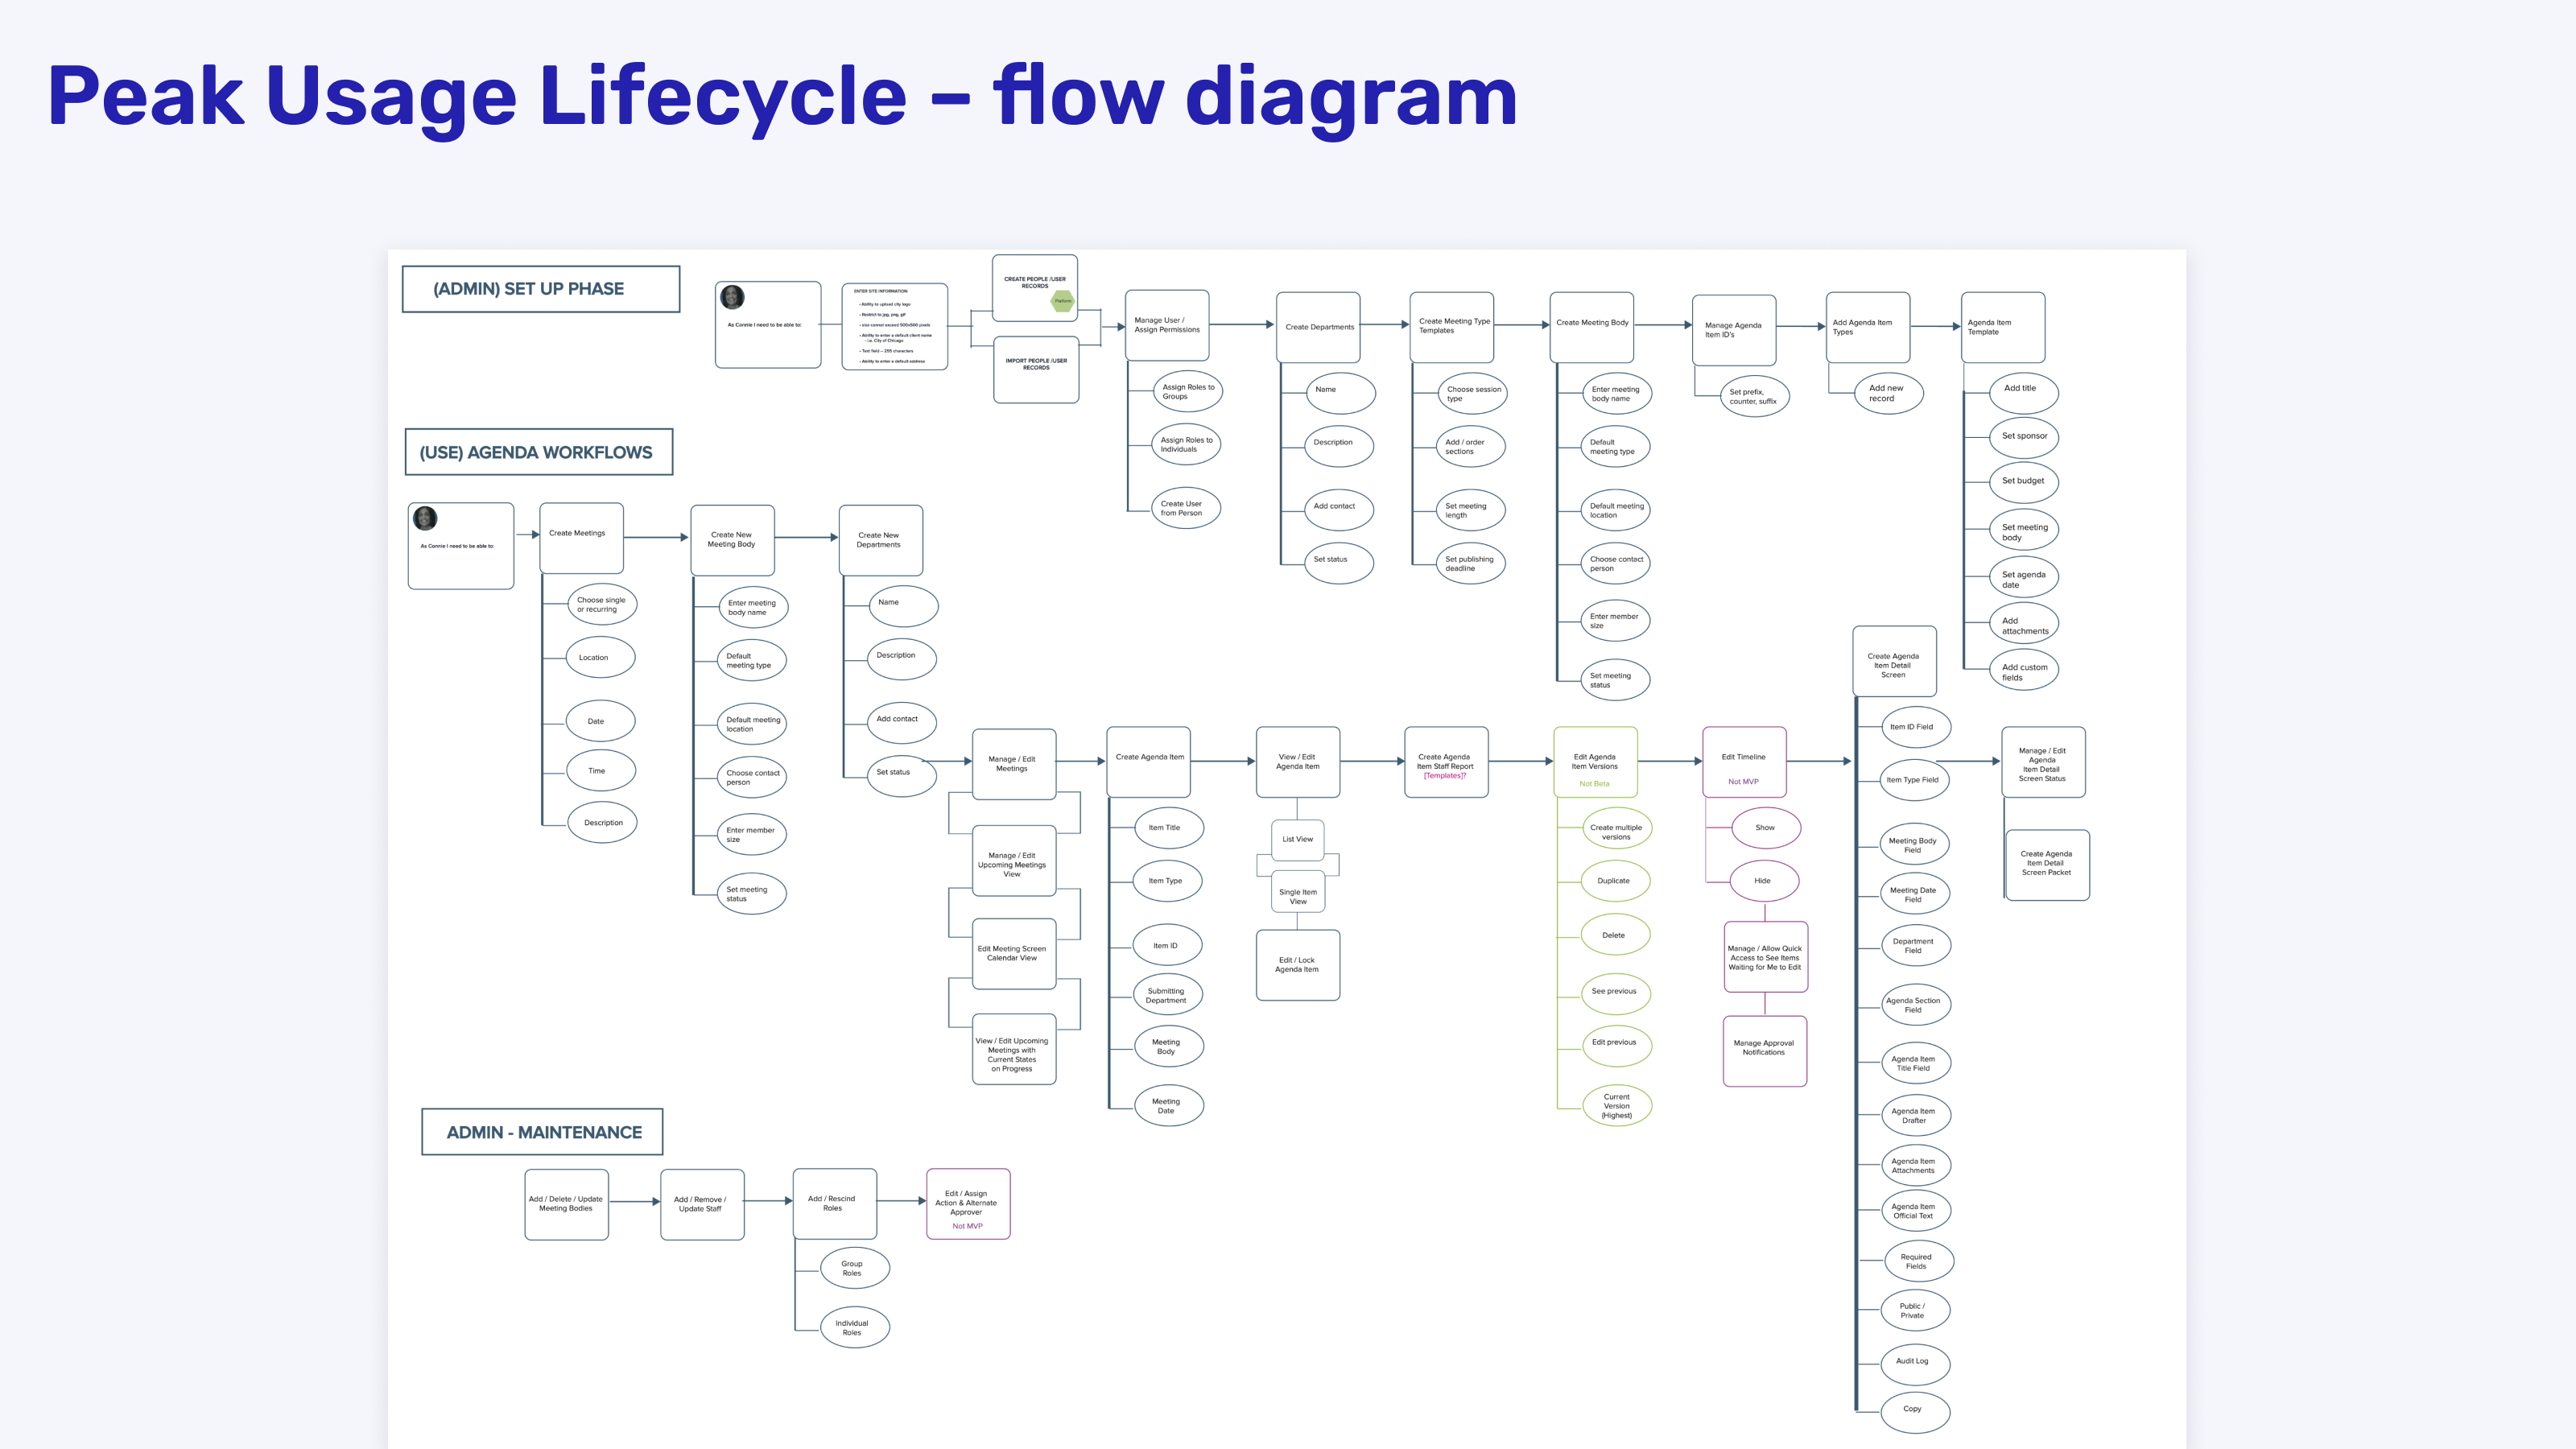 Peak Usage Lifecycle – flow diagram
(ADMIN) SET UP PHASE
As Connie I need to be able to:
ENTER SITE INFORMATION
• Ability to upload city logo
• Restrict to jpg, png, gif
• size cannot exceed 500x500 pixels
• Ability to enter a default client name
- i.e. City of Chicago
• Text field – 255 characters
• Ability to enter a default address
CREATE PEOPLE /USER
RECORDS
Platform
IMPORT PEOPLE /USER
RECORDS
Manage User /
Assign Permissions
Assign Roles to
Groups
Assign Roles to
Individuals
Create User
from Person
Create Departments
Name
Description
Add contact
Set status
Create Meeting Type
Templates
Choose session
type
Add / order
sections
Set meeting
length
Set publishing
deadline
Create Meeting Body
Enter meeting
body name
Default
meeting type
Default meeting
location
Choose contact
person
Enter member
size
Set meeting
status
Manage Agenda
Item ID's
Set prefix,
counter, suffix
Add Agenda Item
Types
Add new
record
Agenda Item
Template
Add title
Set sponsor
Set budget
Set meeting
body
Set agenda
date
Add
attachments
Add custom
fields
(USE) AGENDA WORKFLOWS
As Connie I need to be able to:
Create Meetings
Choose single
or recurring
Location
Date
Time
Description
Create New
Meeting Body
Enter meeting
body name
Default
meeting type
Default meeting
location
Choose contact
person
Enter member
size
Set meeting
status
Create New
Departments
Name
Description
Add contact
Set status
Manage / Edit
Meetings
Manage / Edit
Upcoming Meetings
View
Edit Meeting Screen
Calendar View
View / Edit Upcoming
Meetings with
Current States
on Progress
Create Agenda Item
Item Title
Item Type
Item ID
Submitting
Department
Meeting
Body
Meeting
Date
View / Edit
Agenda Item
List View
Single Item
View
Edit / Lock
Agenda Item
Create Agenda
Item Staff Report
[Templates]?
Edit Agenda
Item Versions
Not Beta
Create multiple
versions
Duplicate
Delete
See previous
Edit previous
Current
Version
(Highest)
Edit Timeline
Not MVP
Show
Hide
Manage / Allow Quick
Access to See Items
Waiting for Me to Edit
Manage Approval
Notifications
Create Agenda
Item Detail
Screen
Item ID Field
Item Type Field
Meeting Body
Field
Meeting Date
Field
Department
Field
Agenda Section
Field
Agenda Item
Title Field
Agenda Item
Drafter
Agenda Item
Attachments
Agenda Item
Official Text
Required
Fields
Public /
Private
Audit Log
Copy
Manage / Edit
Agenda
Item Detail
Screen Status
Create Agenda
Item Detail
Screen Packet
ADMIN - MAINTENANCE
Add / Delete / Update
Meeting Bodies
Add / Remove /
Update Staff
Add / Rescind
Roles
Group
Roles
Individual
Roles
Edit / Assign
Action & Alternate
Approver
Not MVP